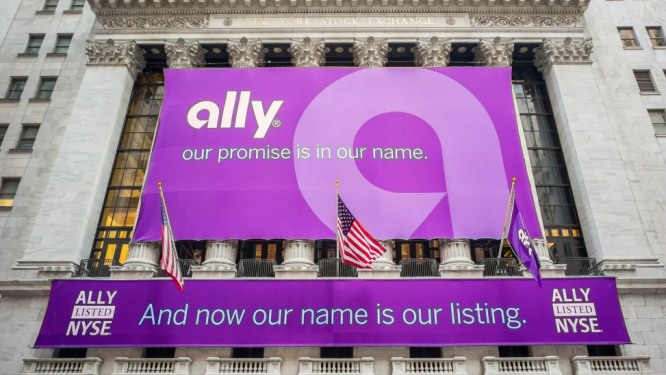 NEW YORK STOCK EXCHANGE
ally®
our promise is in our name.
ally
ALLY
LISTED
NYSE
And now our name is our listing.
ALLY
LISTED
NYSE